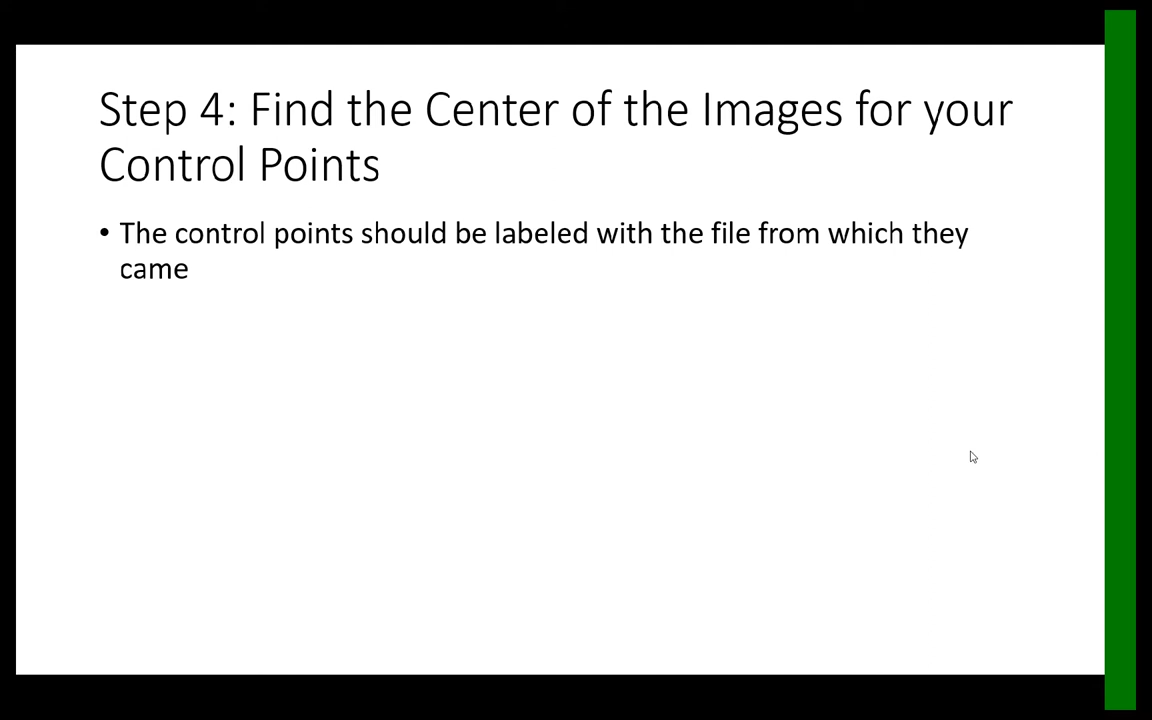 Step 4: Find the Center of the Images for your
Control Points
• The control points should be labeled with the file from which they
came